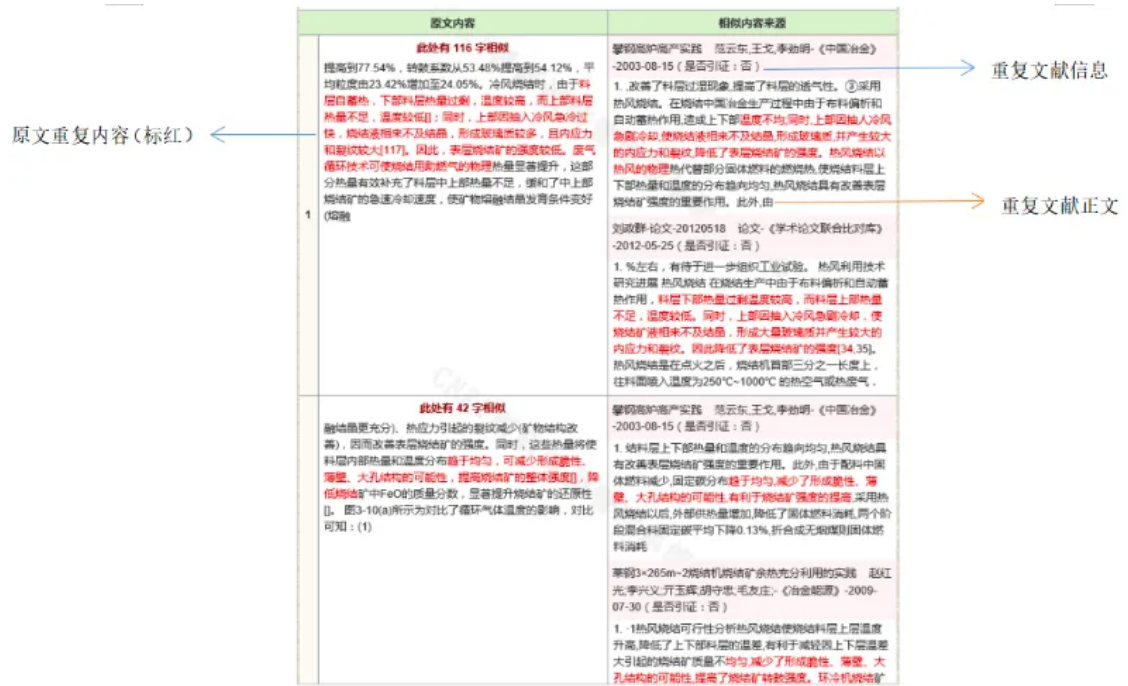 原文内容
相似内容来源
此处有 116 字相似
提高到77.54%，转鼓系数从53.48%提高到54.12%，平
均粒度由23.42%增加至24.05%。冷风烧结时，由于料
层自蓄热，下部料层热量过剩，温度较高，而上部料层
热量不足，温度较低[]；同时，上部因抽入冷风急冷过
快，烧结液相来不及结晶，形成玻璃质较多，且内应力
和裂纹较大[117]。因此，表层烧结矿的强度较低。废气
循环技术可使烧结用助燃气的物理热量显著提升，这部
分热量有效补充了料层中上部热量不足，缓和了中上部
烧结矿的急速冷却速度，使矿物熔融结晶发育条件变好
(熔融
1
攀钢高炉高产实践 范云东,王戈,李勋明-《中国冶金》
-2003-08-15（是否引证：否）
1. ,改善了料层过湿现象,提高了料层的透气性。③采用
热风烧结。在烧结中国冶金生产过程中由于布料偏析和
自动蓄热作用,造成上下部温度不均;同时,上部因抽人冷风
急剧冷却,使烧结液相来不及结晶,形成玻璃质,并产生较大
的内应力和裂纹,降低了表层烧结矿的强度。热风烧结以
热风的物理热代替部分固体燃料的燃烧热,使烧结料层上
下部热量和温度的分布趋向均匀,热风烧结具有改善表层
烧结矿强度的重要作用。此外,由
刘政群-论文-20120518 论文-《学术论文联合比对库》
-2012-05-25（是否引证：否）
1. %左右，有待于进一步组织工业试验。 热风利用技术
研究进展 热风烧结 在烧结生产中由于布料偏析和自动蓄
热作用，料层下部热量过剩温度较高，而料层上部热量
不足，温度较低。同时，上部因抽入冷风急剧冷却，使
烧结矿液相来不及结晶，形成大量玻璃质并产生较大的
内应力和裂纹。因此降低了表层烧结矿的强度[34,35]。
热风烧结是在点火之后，烧结机首部三分之一长度上，
往料面喷入温度为250℃~1000℃ 的热空气或热废气，
此处有 42 字相似
融结晶更充分)、热应力引起的裂纹减少(矿物结构改
善)，因而改善表层烧结矿的强度。同时，这些热量将使
料层内部热量和温度分布趋于均匀，可减少形成脆性、
薄壁、大孔结构的可能性，提高烧结矿的整体强度[]，降
低烧结矿中FeO的质量分数，显著提升烧结矿的还原性
[]。 图3-10(a)所示为对比了循环气体温度的影响，对比
可知：(1)
攀钢高炉高产实践 范云东,王戈,李勋明-《中国冶金》
-2003-08-15（是否引证：否）
1. 结料层上下部热量和温度的分布趋向均匀,热风烧结具
有改善表层烧结矿强度的重要作用。此外,由于配料中固
体燃料减少,固定碳分布趋于均匀,减少了形成脆性、薄
壁、大孔结构的可能性,有利于烧结矿强度的提高,采用热
风烧结以后,外部供热量增加,降低了固体燃料消耗,两个阶
段混合料固定碳平均下降0.13%,折合成无烟煤则固体燃
料消耗
莱钢3×265m~2烧结机烧结矿余热充分利用的实践 赵红
光;李兴义;亓玉辉;胡守忠;毛友庄;-《冶金能源》-2009-
07-30（是否引证：否）
1. ·1热风烧结可行性分析热风烧结使烧结料层上层温度
升高,降低了上下部料层的温差,有利于减轻因上下层温差
大引起的烧结矿质量不均匀,减少了形成脆性、薄壁、大
孔结构的可能性,提高了烧结矿转鼓强度。环冷机烧结矿
原文重复内容（标红）
重复文献信息
重复文献正文